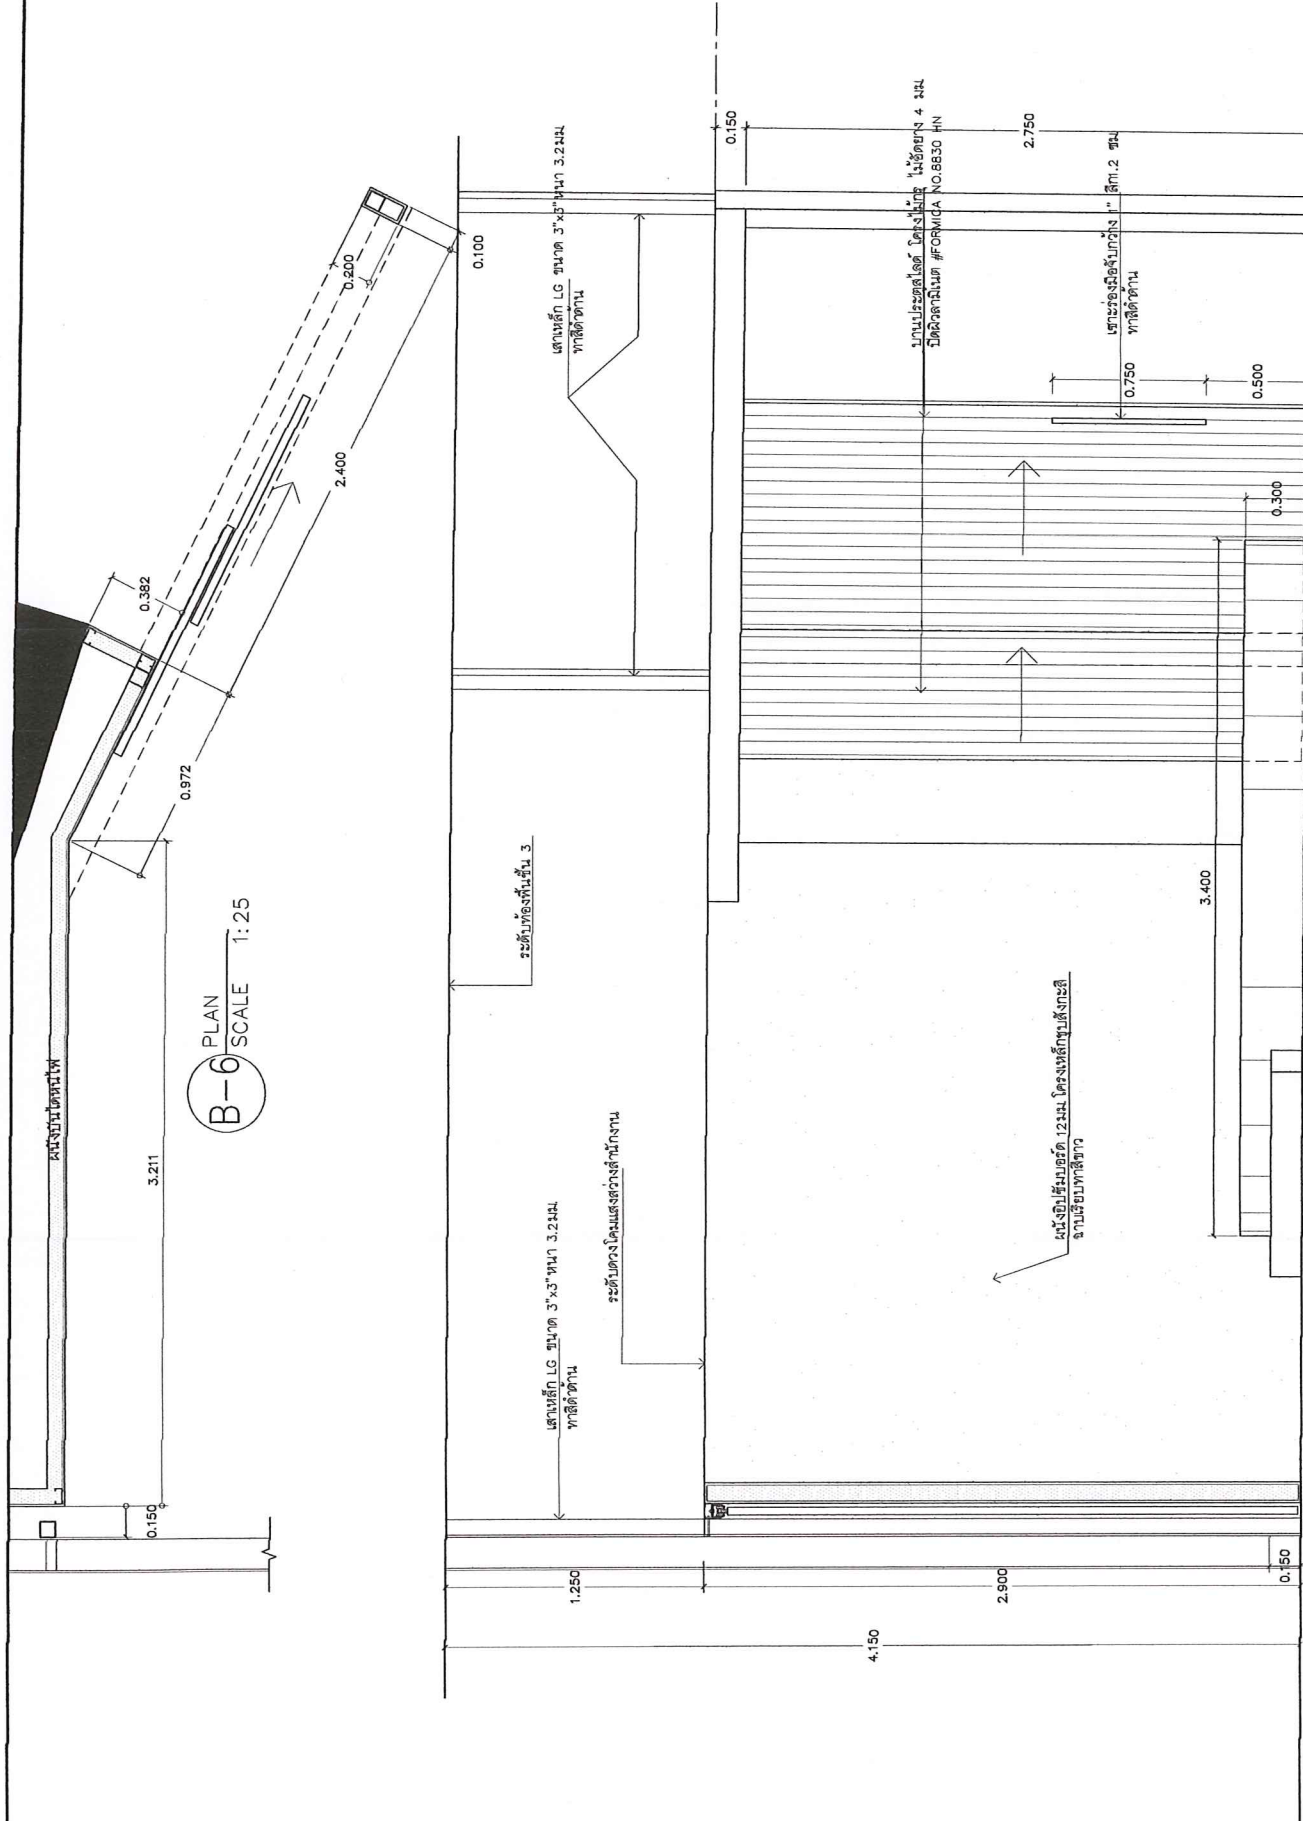 ผนังบันไดหนีไฟ
0.150
3.211
0.972
0.382
2.400
0.200
0.100
B-6
PLAN
SCALE 1:25
เสาเหล็ก LG ขนาด 3"x3"หนา 3.2มม.
ทาสีดำด้าน
ระดับท้องพื้นชั้น 3
เสาเหล็ก LG ขนาด 3"x3"หนา 3.2มม.
ทาสีดำด้าน
ระดับดวงโคมแสงสว่างสำนักงาน
1.250
2.900
4.150
0.150
0.150
2.750
บานประตูสไลด์ โครงไม้ ไม้อัดยาง 4 มม.
ปิดผิวลามิเนต #FORMICA NO.8830 HN
เซาะร่องมือจับกว้าง 1" ลึก1.2 ซม.
ทาสีดำด้าน
0.750
0.500
0.300
3.400
ผนังยิปซัมบอร์ด 12มม.โครงเหล็กชุบสังกะสี
ฉาบเรียบทาสีขาว